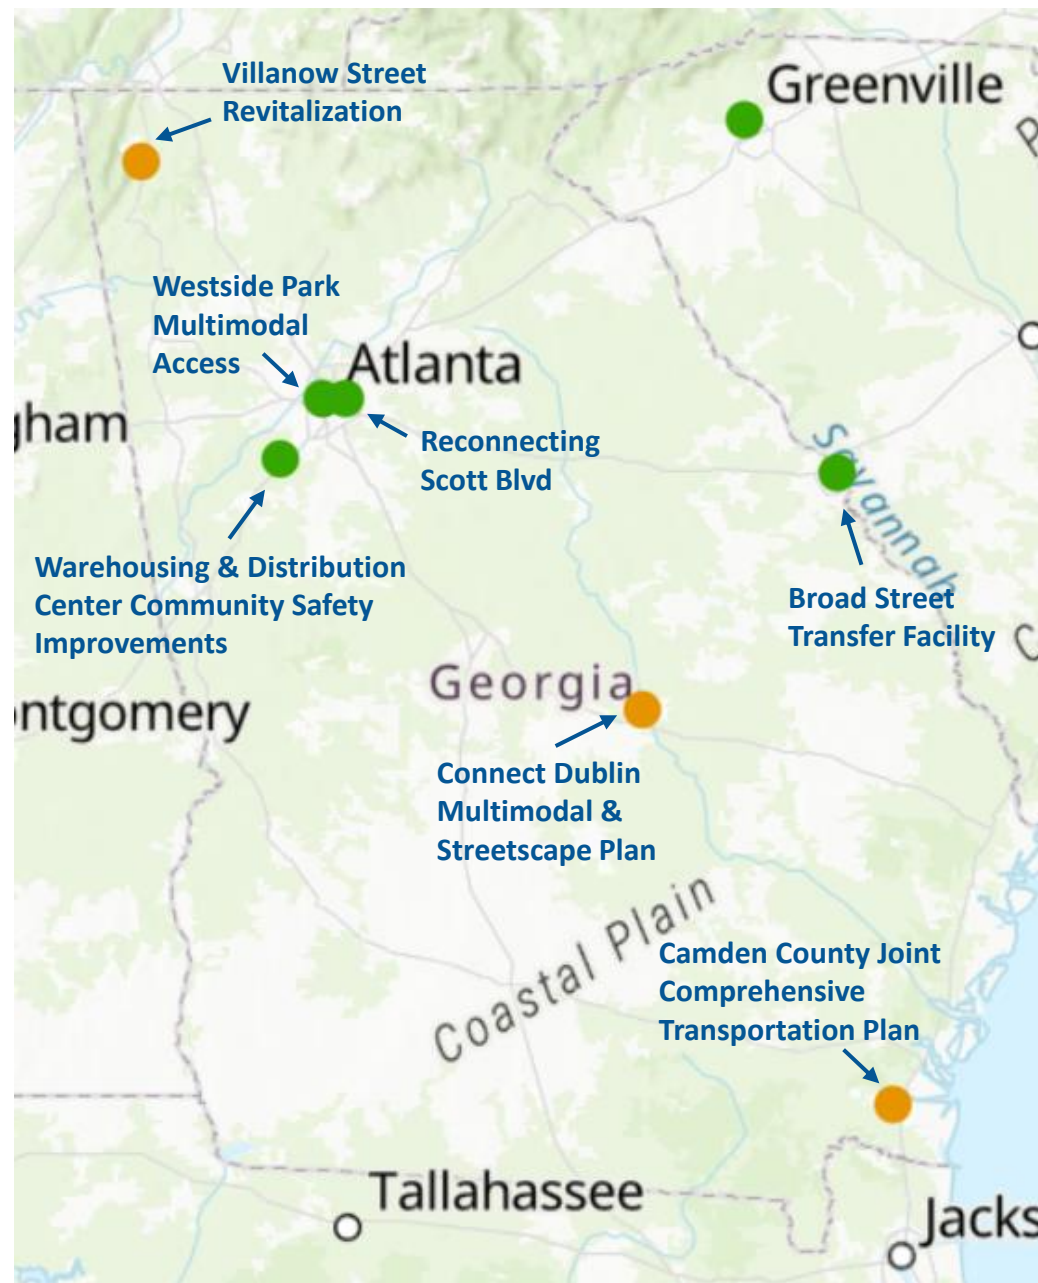 Villanow Street
Revitalization
Greenville
Westside Park
Multimodal
Access
Atlanta
gham
Reconnecting
Scott Blvd
Savannah
Warehousing & Distribution
Center Community Safety
Improvements
Broad Street
Transfer Facility
Georgia
ntgomery
Connect Dublin
Multimodal &
Streetscape Plan
Coastal Plain
Camden County Joint
Comprehensive
Transportation Plan
Tallahassee
Jacks
P
C